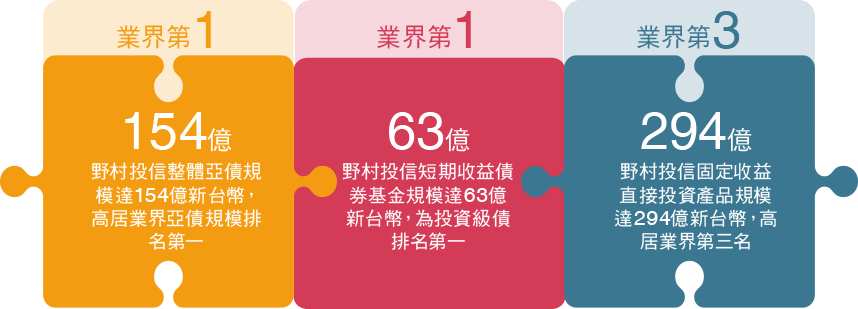 業界第1
154億
野村投信整體亞債規
模達154億新台幣，
高居業界亞債規模排
名第一
業界第1
63億
野村投信短期收益債
券基金規模達63億
新台幣，為投資級債
排名第一
業界第3
294億
野村投信固定收益
直接投資產品規模
達294億新台幣，高
居業界第三名